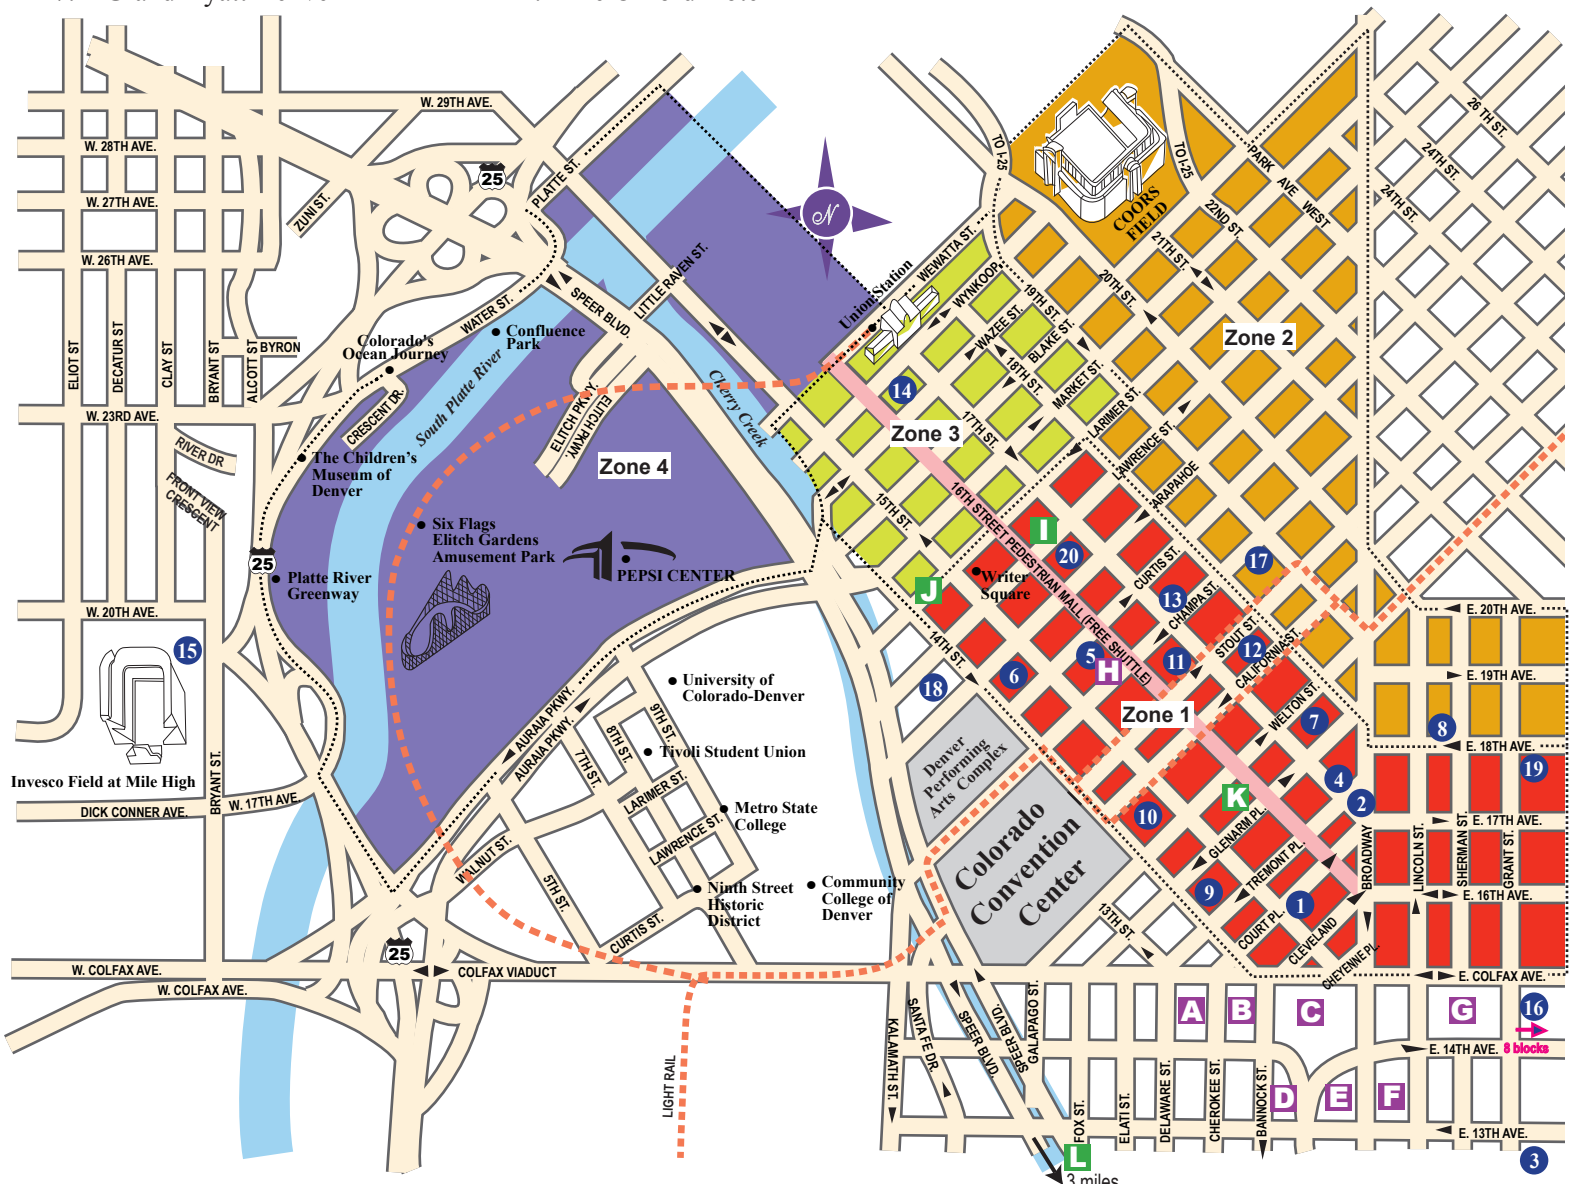 W. 29TH AVE.
W. 28TH AVE.
W. 27TH AVE.
W. 26TH AVE.
ZUNI ST.
25
PLATTE ST.
N
TO I-25
TO I-25
COORS
FIELD
PARK AVE WEST
26 TH ST.
24TH ST.
24TH ST.
22ND ST.
21TH ST.
20TH ST.
19TH ST.
18TH ST.
17TH ST.
15TH ST.
14TH ST.
13TH ST.
WEWATTA ST.
WYNKOOP
WAZEE ST.
BLAKE ST.
MARKET ST.
LARIMER ST.
LAWRENCE ST.
ARAPAHOE
CURTIS ST.
CHAMPA ST.
STOUT ST.
CALIFORNIA ST.
WELTON ST.
GLENARM PL.
TREMONT PL.
COURT PL.
CLEVELAND
CHEYENNE PL.
Union Station
LITTLE RAVEN ST.
SPEER BLVD.
WATER ST.
Confluence
Park
Colorado's
Ocean Journey
CRESCENT DR.
South Platte River
Cherry Creek
ELITCH PKWY.
ELITCH PKWY.
ELIOT ST
DECATUR ST
CLAY ST
BRYANT ST
ALCOTT ST
BYRON
W. 23RD AVE.
RIVER DR
FRONT VIEW
CRESCENT
The Children's
Museum of
Denver
Zone 4
Zone 3
Zone 2
Zone 1
14
Six Flags
Elitch Gardens
Amusement Park
PEPSI CENTER
25
Platte River
Greenway
W. 20TH AVE.
15
Invesco Field at Mile High
BRYANT ST.
DICK CONNER AVE.
W. 17TH AVE.
16TH STREET PEDESTRIAN MALL (FREE SHUTTLE)
Writer
Square
I
J
H
K
20
17
13
12
11
5
6
18
7
8
4
2
19
10
9
1
University of
Colorado-Denver
Tivoli Student Union
Metro State
College
Ninth Street
Historic
District
Community
College of
Denver
AURAIA PKWY.
AURAIA PKWY.
9TH ST.
8TH ST.
7TH ST.
5TH ST.
LARIMER ST.
LAWRENCE ST.
WALNUT ST.
CURTIS ST.
Denver
Performing
Arts Complex
Colorado
Convention
Center
E. 20TH AVE.
E. 19TH AVE.
E. 18TH AVE.
E. 17TH AVE.
E. 16TH AVE.
E. COLFAX AVE.
BROADWAY
LINCOLN ST.
SHERMAN ST.
GRANT ST.
25
W. COLFAX AVE.
COLFAX VIADUCT
W. COLFAX AVE.
LIGHT RAIL
KALAMATH ST.
SANTA FE DR.
SPEER BLVD
SPEER BLVD.
GALAPAGO ST.
FOX ST.
ELATI ST.
DELAWARE ST.
CHEROKEE ST.
BANNOCK ST.
A
B
C
G
16
8 blocks
E. 14TH AVE.
D
E
F
E. 13TH AVE.
3
L
3 miles